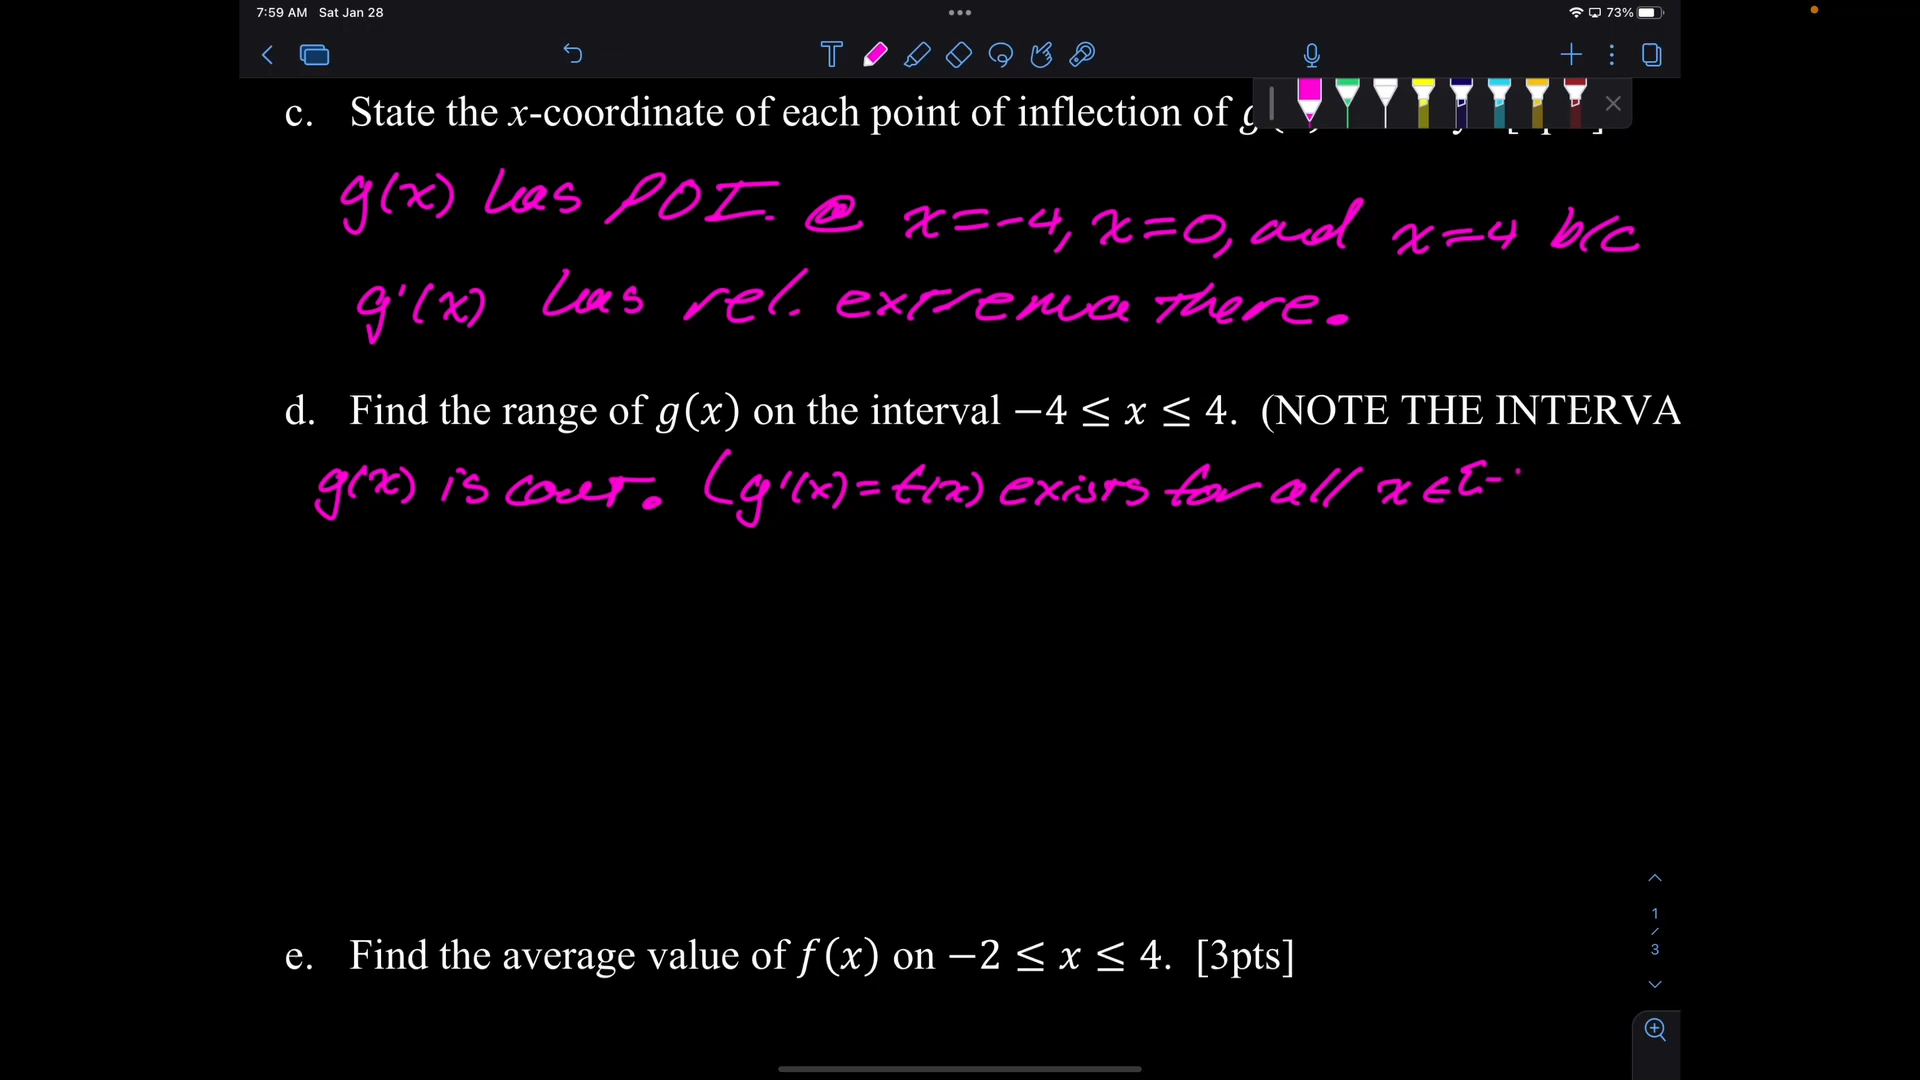 7:59 AM Sat Jan 28
73%
c. State the x-coordinate of each point of inflection of g
g(x) has POI. @ x=-4, x=0, and x=4 b/c
g'(x) has rel. extrema there.
d. Find the range of g(x) on the interval −4 ≤ x ≤ 4. (NOTE THE INTERVA
g(x) is cont. (g'(x)=f(x) exists for all x∈[-
e. Find the average value of f(x) on −2 ≤ x ≤ 4. [3pts]
1
/
3